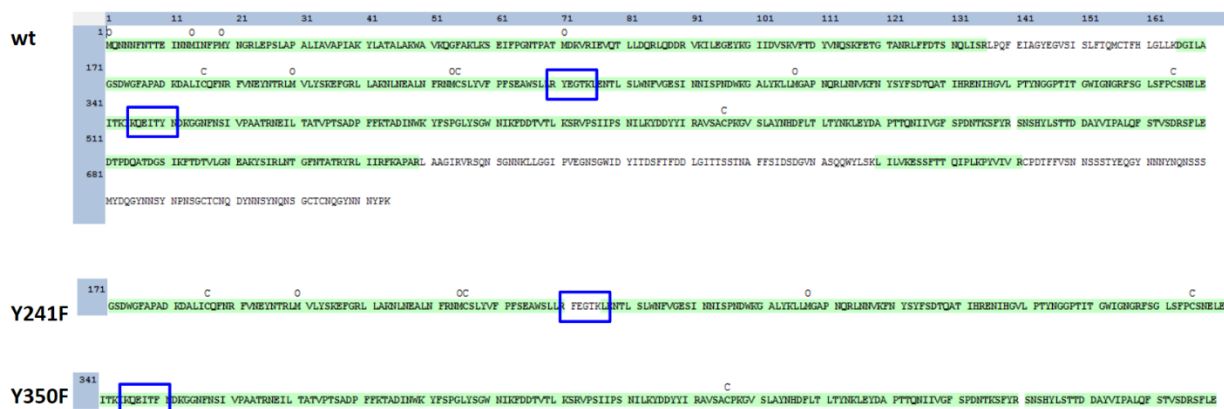 1 11 21 31 41 51 61 71 81 91 101 111 121 131 141 151 161
wt
O O O O
1 MQNNNFNTTE INNMINFPMY NGRLEPSLAP ALIAVAPIAK YLATALAKWA VKQGFAKLKS EIFPGNTPAT MDKVRIEVQT LLDQRLQDDR VKILEGEYKG IIDVSKVFTD YVNQSKFETG TANRLFFDTS NQLISRLPQF EIAGYEGVSI SLFTQMCTFH LGLLKDGILA
C O OC O C
171 GSDWGFAPAD KDALICQFNR FVNEYNTRLM VLYSKEFGRL LAKNLNEALN FRNMCSLYVF PFSEAWSLLR YEGTKLENTL SLWNFVGESI NNISPNDWKG ALYKLLMGAP NQRLNNVKFN YSYFSDTQAT IHRENIHGVL PTYNGGPTIT GWIGNGRFSG LSFPCSNELE
C
341 ITKIKQEITY NDKGGNFNSI VPAATRNEIL TATVPTSADP FFKTADINWK YFSPGLYSGW NIKFDDTVTL KSRVPSIIPS NILKYDDYYI RAVSACPKGV SLAYNHDFLT LTYNKLEYDA PTTQNIIVGF SPDNTKSFYR SNSHYLSTTD DAYVIPALQF STVSDRSFLE
511 DTPDQATDGS IKFTDTVLGN EAKYSIRLNT GFNTATRYRL IIRFKAPARL AAGIRVRSQN SGNNKLLGGI PVEGNSGWID YITDSFTFDD LGITTSSTNA FFSIDSDGVN ASQQWYLSKL ILVKESSFTT QIPLKPYVIV RCPDTFFVSN NSSSTYEQGY NNNYNQNSSS
681 MYDQGYNNSY NPNSGCTCNQ DYNNSYNQNS GCTCNQGYNN NYPK
C O OC O C
171
Y241F GSDWGFAPAD KDALICQFNR FVNEYNTRLM VLYSKEFGRL LAKNLNEALN FRNMCSLYVF PFSEAWSLLR FEGTKLENTL SLWNFVGESI NNISPNDWKG ALYKLLMGAP NQRLNNVKFN YSYFSDTQAT IHRENIHGVL PTYNGGPTIT GWIGNGRFSG LSFPCSNELE
341 C
Y350F ITKIKQEITF NDKGGNFNSI VPAATRNEIL TATVPTSADP FFKTADINWK YFSPGLYSGW NIKFDDTVTL KSRVPSIIPS NILKYDDYYI RAVSACPKGV SLAYNHDFLT LTYNKLEYDA PTTQNIIVGF SPDNTKSFYR SNSHYLSTTD DAYVIPALQF STVSDRSFLE